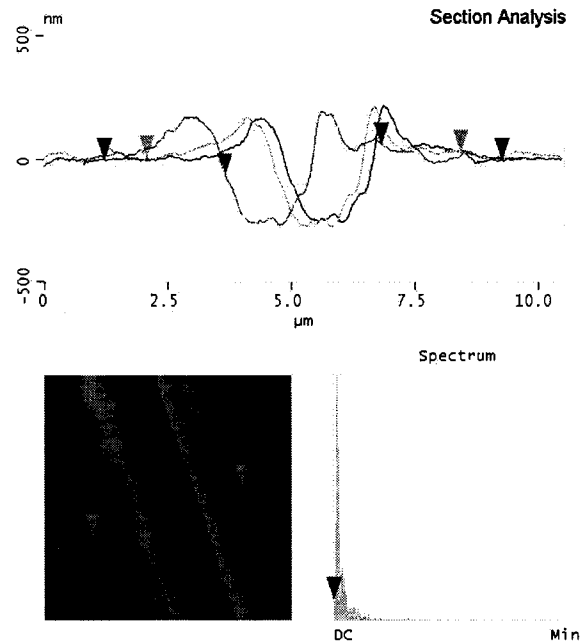 Section Analysis
nm
500
0
-500
0 2.5 5.0 7.5 10.0
µm
Spectrum
DC Min